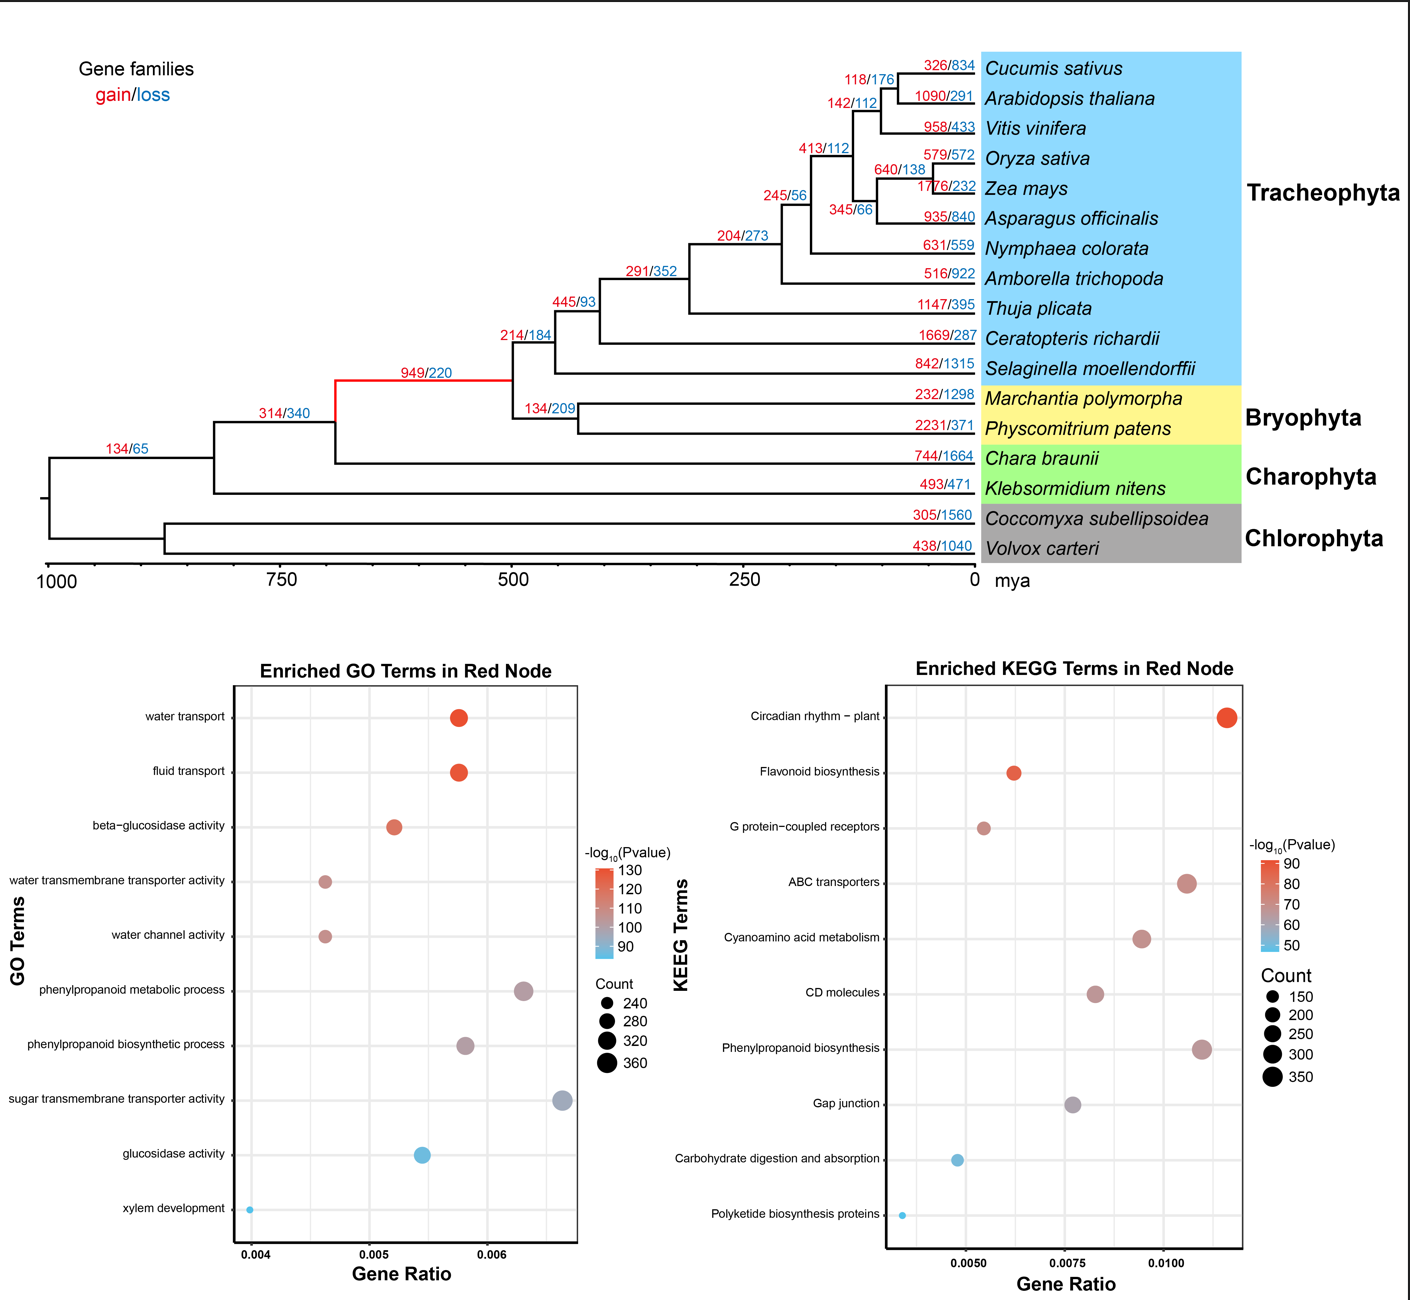 Gene families
gain/loss
326/834
Cucumis sativus
118/176
1090/291
Arabidopsis thaliana
142/112
958/433
Vitis vinifera
413/112
579/572
Oryza sativa
640/138
1776/232
Zea mays
Tracheophyta
245/56
345/66
935/840
Asparagus officinalis
204/273
631/559
Nymphaea colorata
291/352
516/922
Amborella trichopoda
445/93
1147/395
Thuja plicata
214/184
1669/287
Ceratopteris richardii
842/1315
Selaginella moellendorffii
949/220
232/1298
Marchantia polymorpha
134/209
Bryophyta
314/340
2231/371
Physcomitrium patens
134/65
744/1664
Chara braunii
Charophyta
493/471
Klebsormidium nitens
305/1560
Coccomyxa subellipsoidea
Chlorophyta
438/1040
Volvox carteri
1000 750 500 250 0 mya
Enriched GO Terms in Red Node
water transport
fluid transport
beta−glucosidase activity
water transmembrane transporter activity
water channel activity
phenylpropanoid metabolic process
phenylpropanoid biosynthetic process
sugar transmembrane transporter activity
glucosidase activity
xylem development
GO Terms
0.004 0.005 0.006
Gene Ratio
-log10(Pvalue)
130
120
110
100
90
Count
240
280
320
360
Enriched KEGG Terms in Red Node
Circadian rhythm − plant
Flavonoid biosynthesis
G protein−coupled receptors
ABC transporters
Cyanoamino acid metabolism
CD molecules
Phenylpropanoid biosynthesis
Gap junction
Carbohydrate digestion and absorption
Polyketide biosynthesis proteins
KEEG Terms
0.0050 0.0075 0.0100
Gene Ratio
-log10(Pvalue)
90
80
70
60
50
Count
150
200
250
300
350